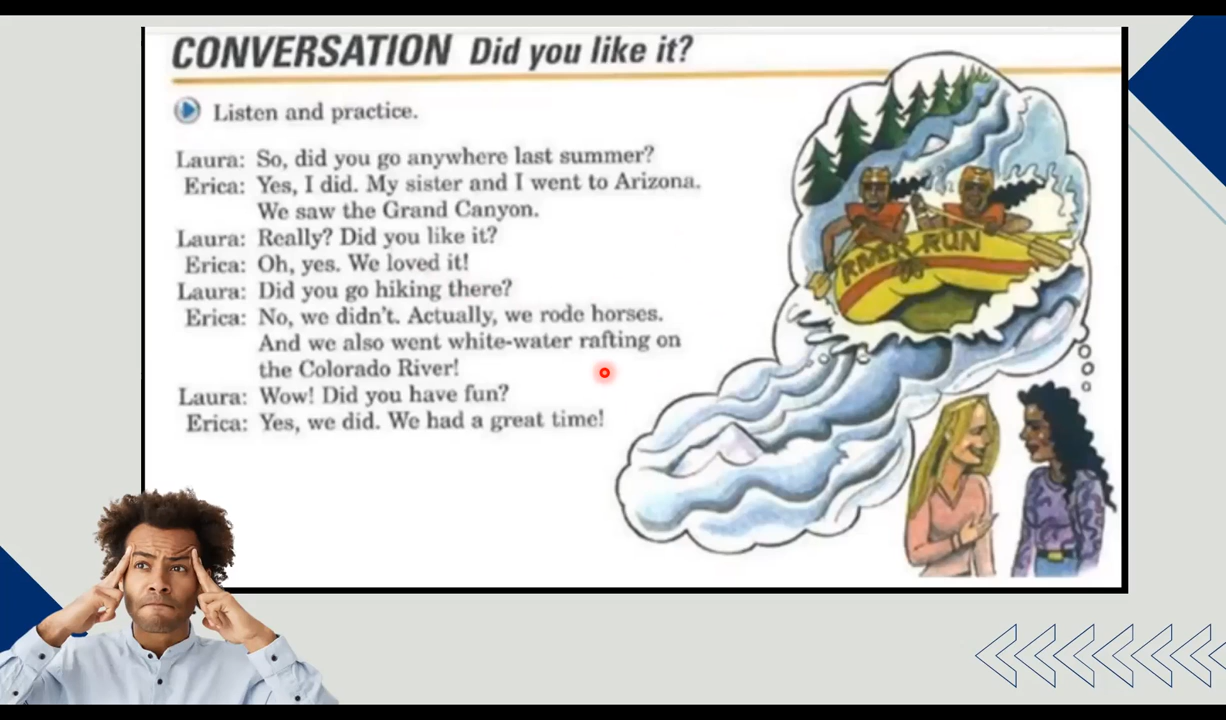 CONVERSATION Did you like it?
Listen and practice.
Laura: So, did you go anywhere last summer?
Erica: Yes, I did. My sister and I went to Arizona.
We saw the Grand Canyon.
Laura: Really? Did you like it?
Erica: Oh, yes. We loved it!
Laura: Did you go hiking there?
Erica: No, we didn't. Actually, we rode horses.
And we also went white-water rafting on
the Colorado River!
Laura: Wow! Did you have fun?
Erica: Yes, we did. We had a great time!
RIVER RUN